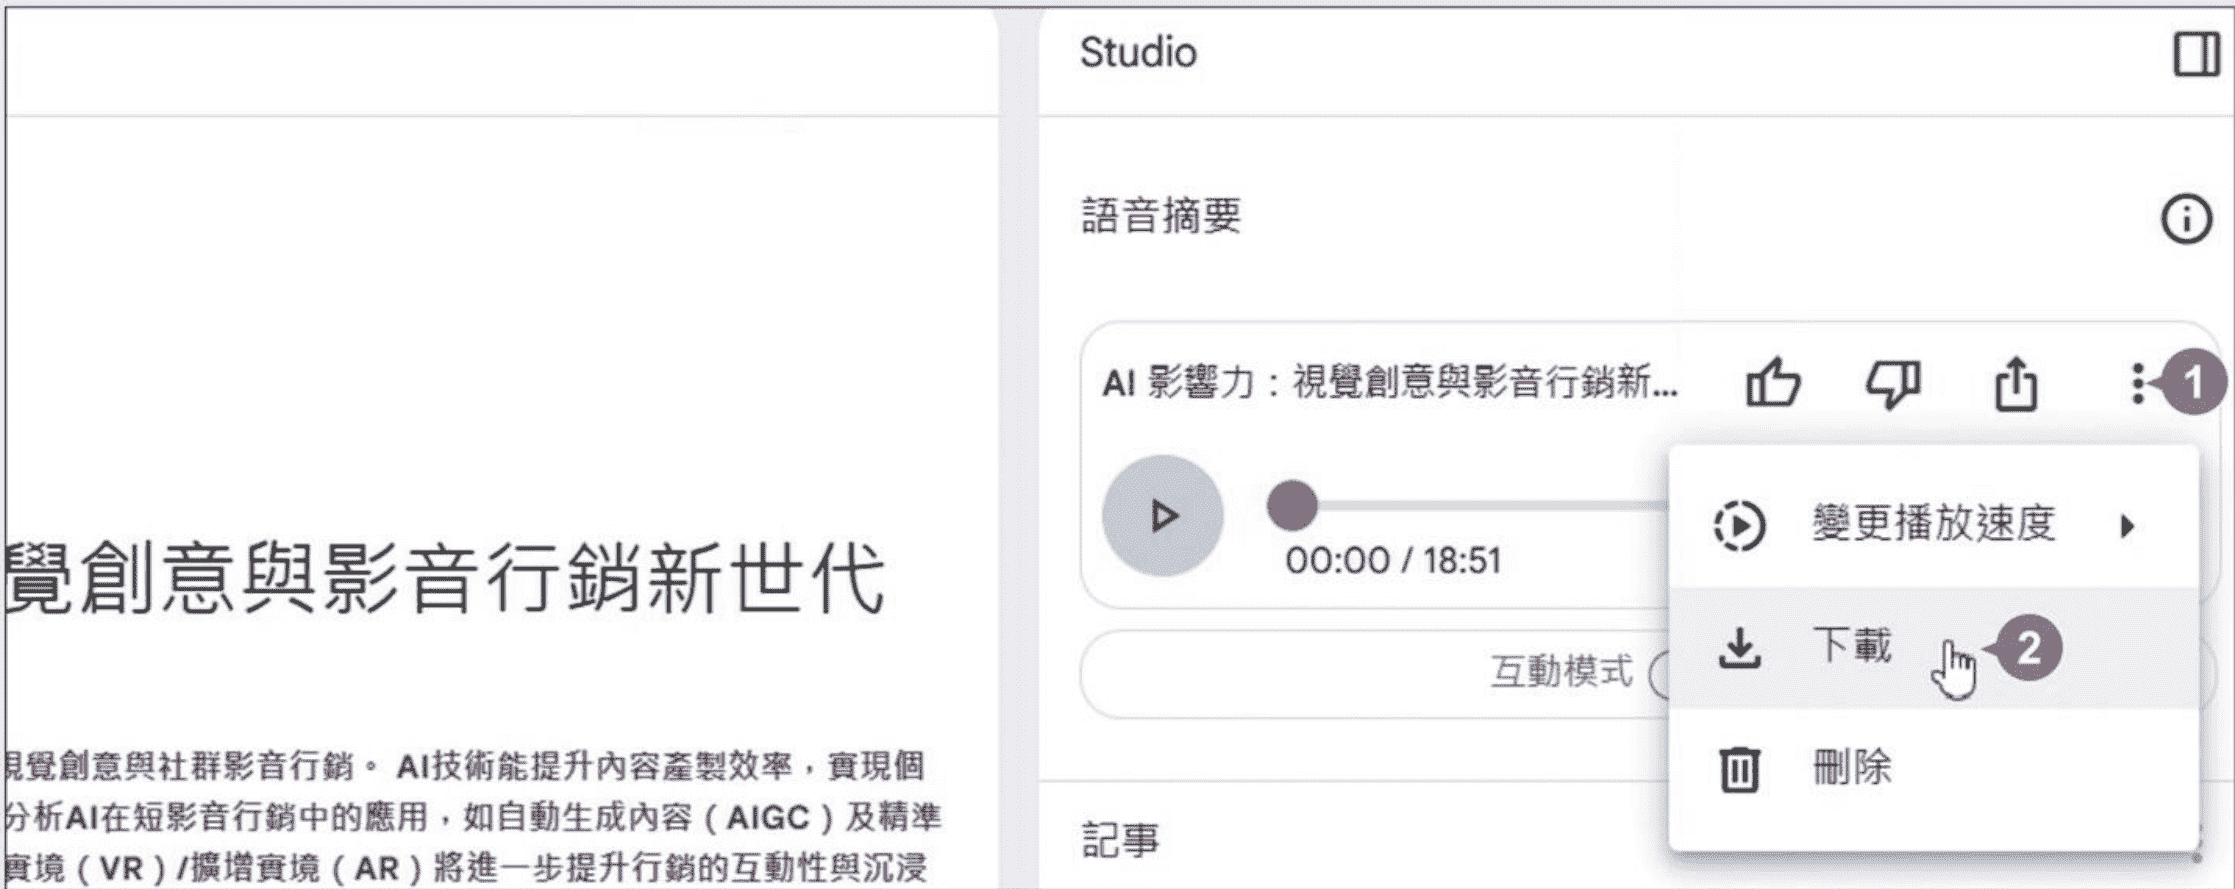 覺創意與影音行銷新世代
視覺創意與社群影音行銷。 AI技術能提升內容產製效率，實現個
分析AI在短影音行銷中的應用，如自動生成內容（AIGC）及精準
實境（VR）/擴增實境（AR）將進一步提升行銷的互動性與沉浸
Studio
語音摘要
AI 影響力：視覺創意與影音行銷新...
1
00:00 / 18:51
變更播放速度
下載
2
刪除
互動模式
記事